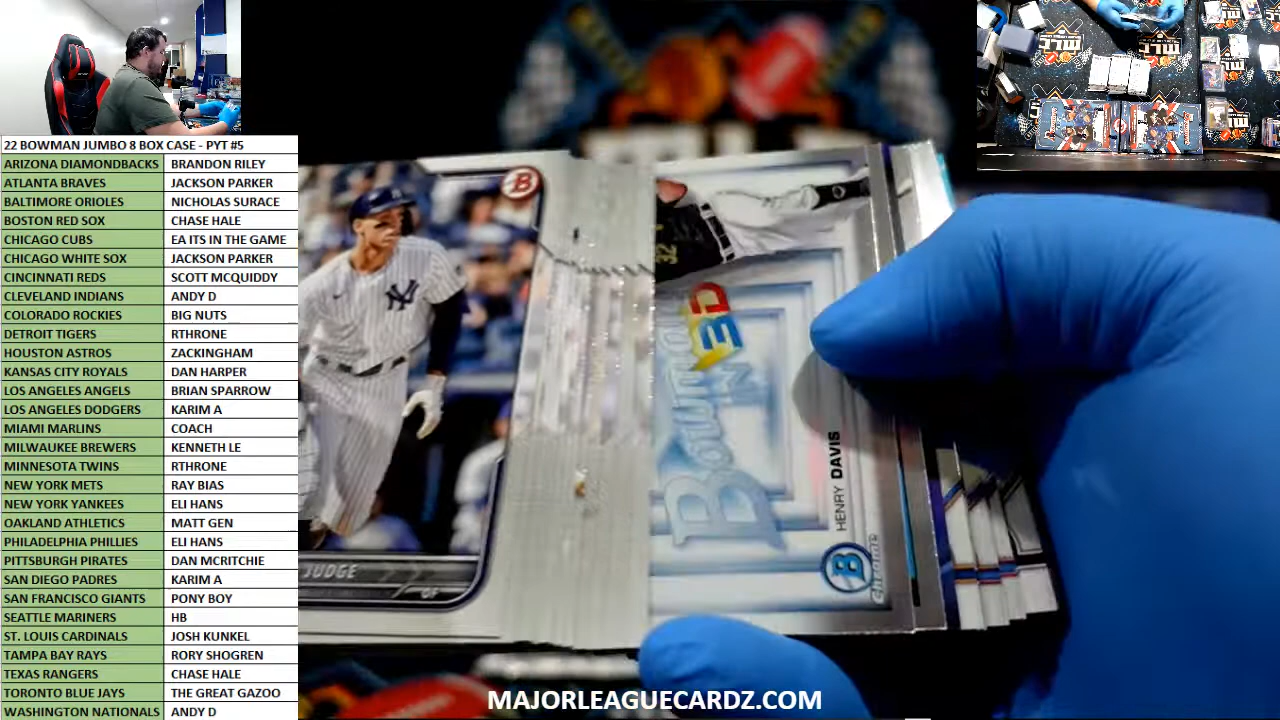 22 BOWMAN JUMBO 8 BOX CASE - PYT #5
ARIZONA DIAMONDBACKS BRANDON RILEY
ATLANTA BRAVES JACKSON PARKER
BALTIMORE ORIOLES NICHOLAS SURACE
BOSTON RED SOX CHASE HALE
CHICAGO CUBS EA ITS IN THE GAME
CHICAGO WHITE SOX JACKSON PARKER
CINCINNATI REDS SCOTT MCQUIDDY
CLEVELAND INDIANS ANDY D
COLORADO ROCKIES BIG NUTS
DETROIT TIGERS RTHRONE
HOUSTON ASTROS ZACKINGHAM
KANSAS CITY ROYALS DAN HARPER
LOS ANGELES ANGELS BRIAN SPARROW
LOS ANGELES DODGERS KARIM A
MIAMI MARLINS COACH
MILWAUKEE BREWERS KENNETH LE
MINNESOTA TWINS RTHRONE
NEW YORK METS RAY BIAS
NEW YORK YANKEES ELI HANS
OAKLAND ATHLETICS MATT GEN
PHILADELPHIA PHILLIES ELI HANS
PITTSBURGH PIRATES DAN MCRITCHIE
SAN DIEGO PADRES KARIM A
SAN FRANCISCO GIANTS PONY BOY
SEATTLE MARINERS HB
ST. LOUIS CARDINALS JOSH KUNKEL
TAMPA BAY RAYS RORY SHOGREN
TEXAS RANGERS CHASE HALE
TORONTO BLUE JAYS THE GREAT GAZOO
WASHINGTON NATIONALS ANDY D
B
NY
JUDGE
OF
32
Bowman
HENRY DAVIS
B
CHROME
MAJORLEAGUECARDZ.COM